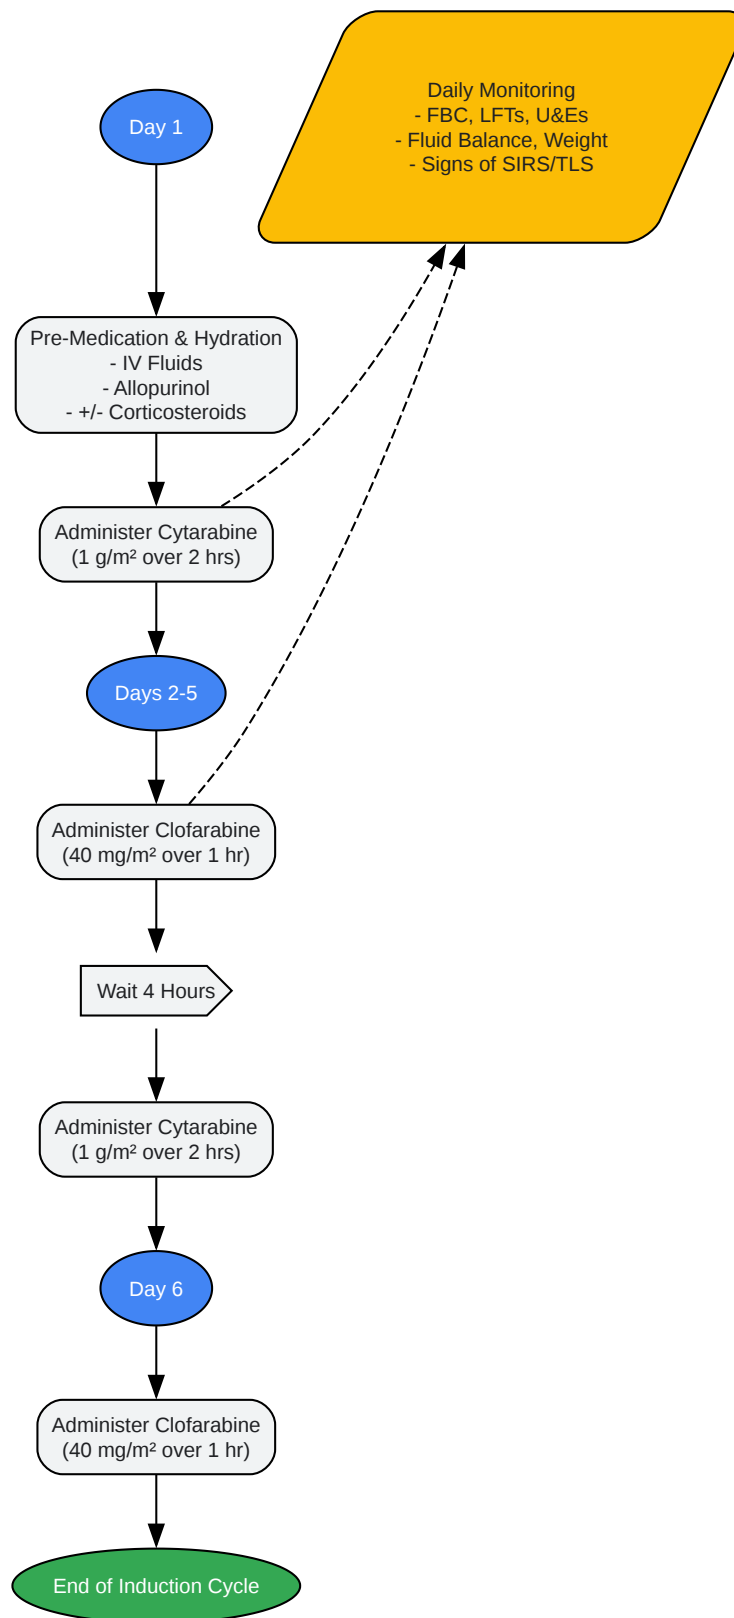 Day 1
Daily Monitoring
- FBC, LFTs, U&Es
- Fluid Balance, Weight
- Signs of SIRS/TLS
Pre-Medication & Hydration
- IV Fluids
- Allopurinol
- +/- Corticosteroids
Administer Cytarabine
(1 g/m² over 2 hrs)
Days 2-5
Administer Clofarabine
(40 mg/m² over 1 hr)
Wait 4 Hours
Administer Cytarabine
(1 g/m² over 2 hrs)
Day 6
Administer Clofarabine
(40 mg/m² over 1 hr)
End of Induction Cycle